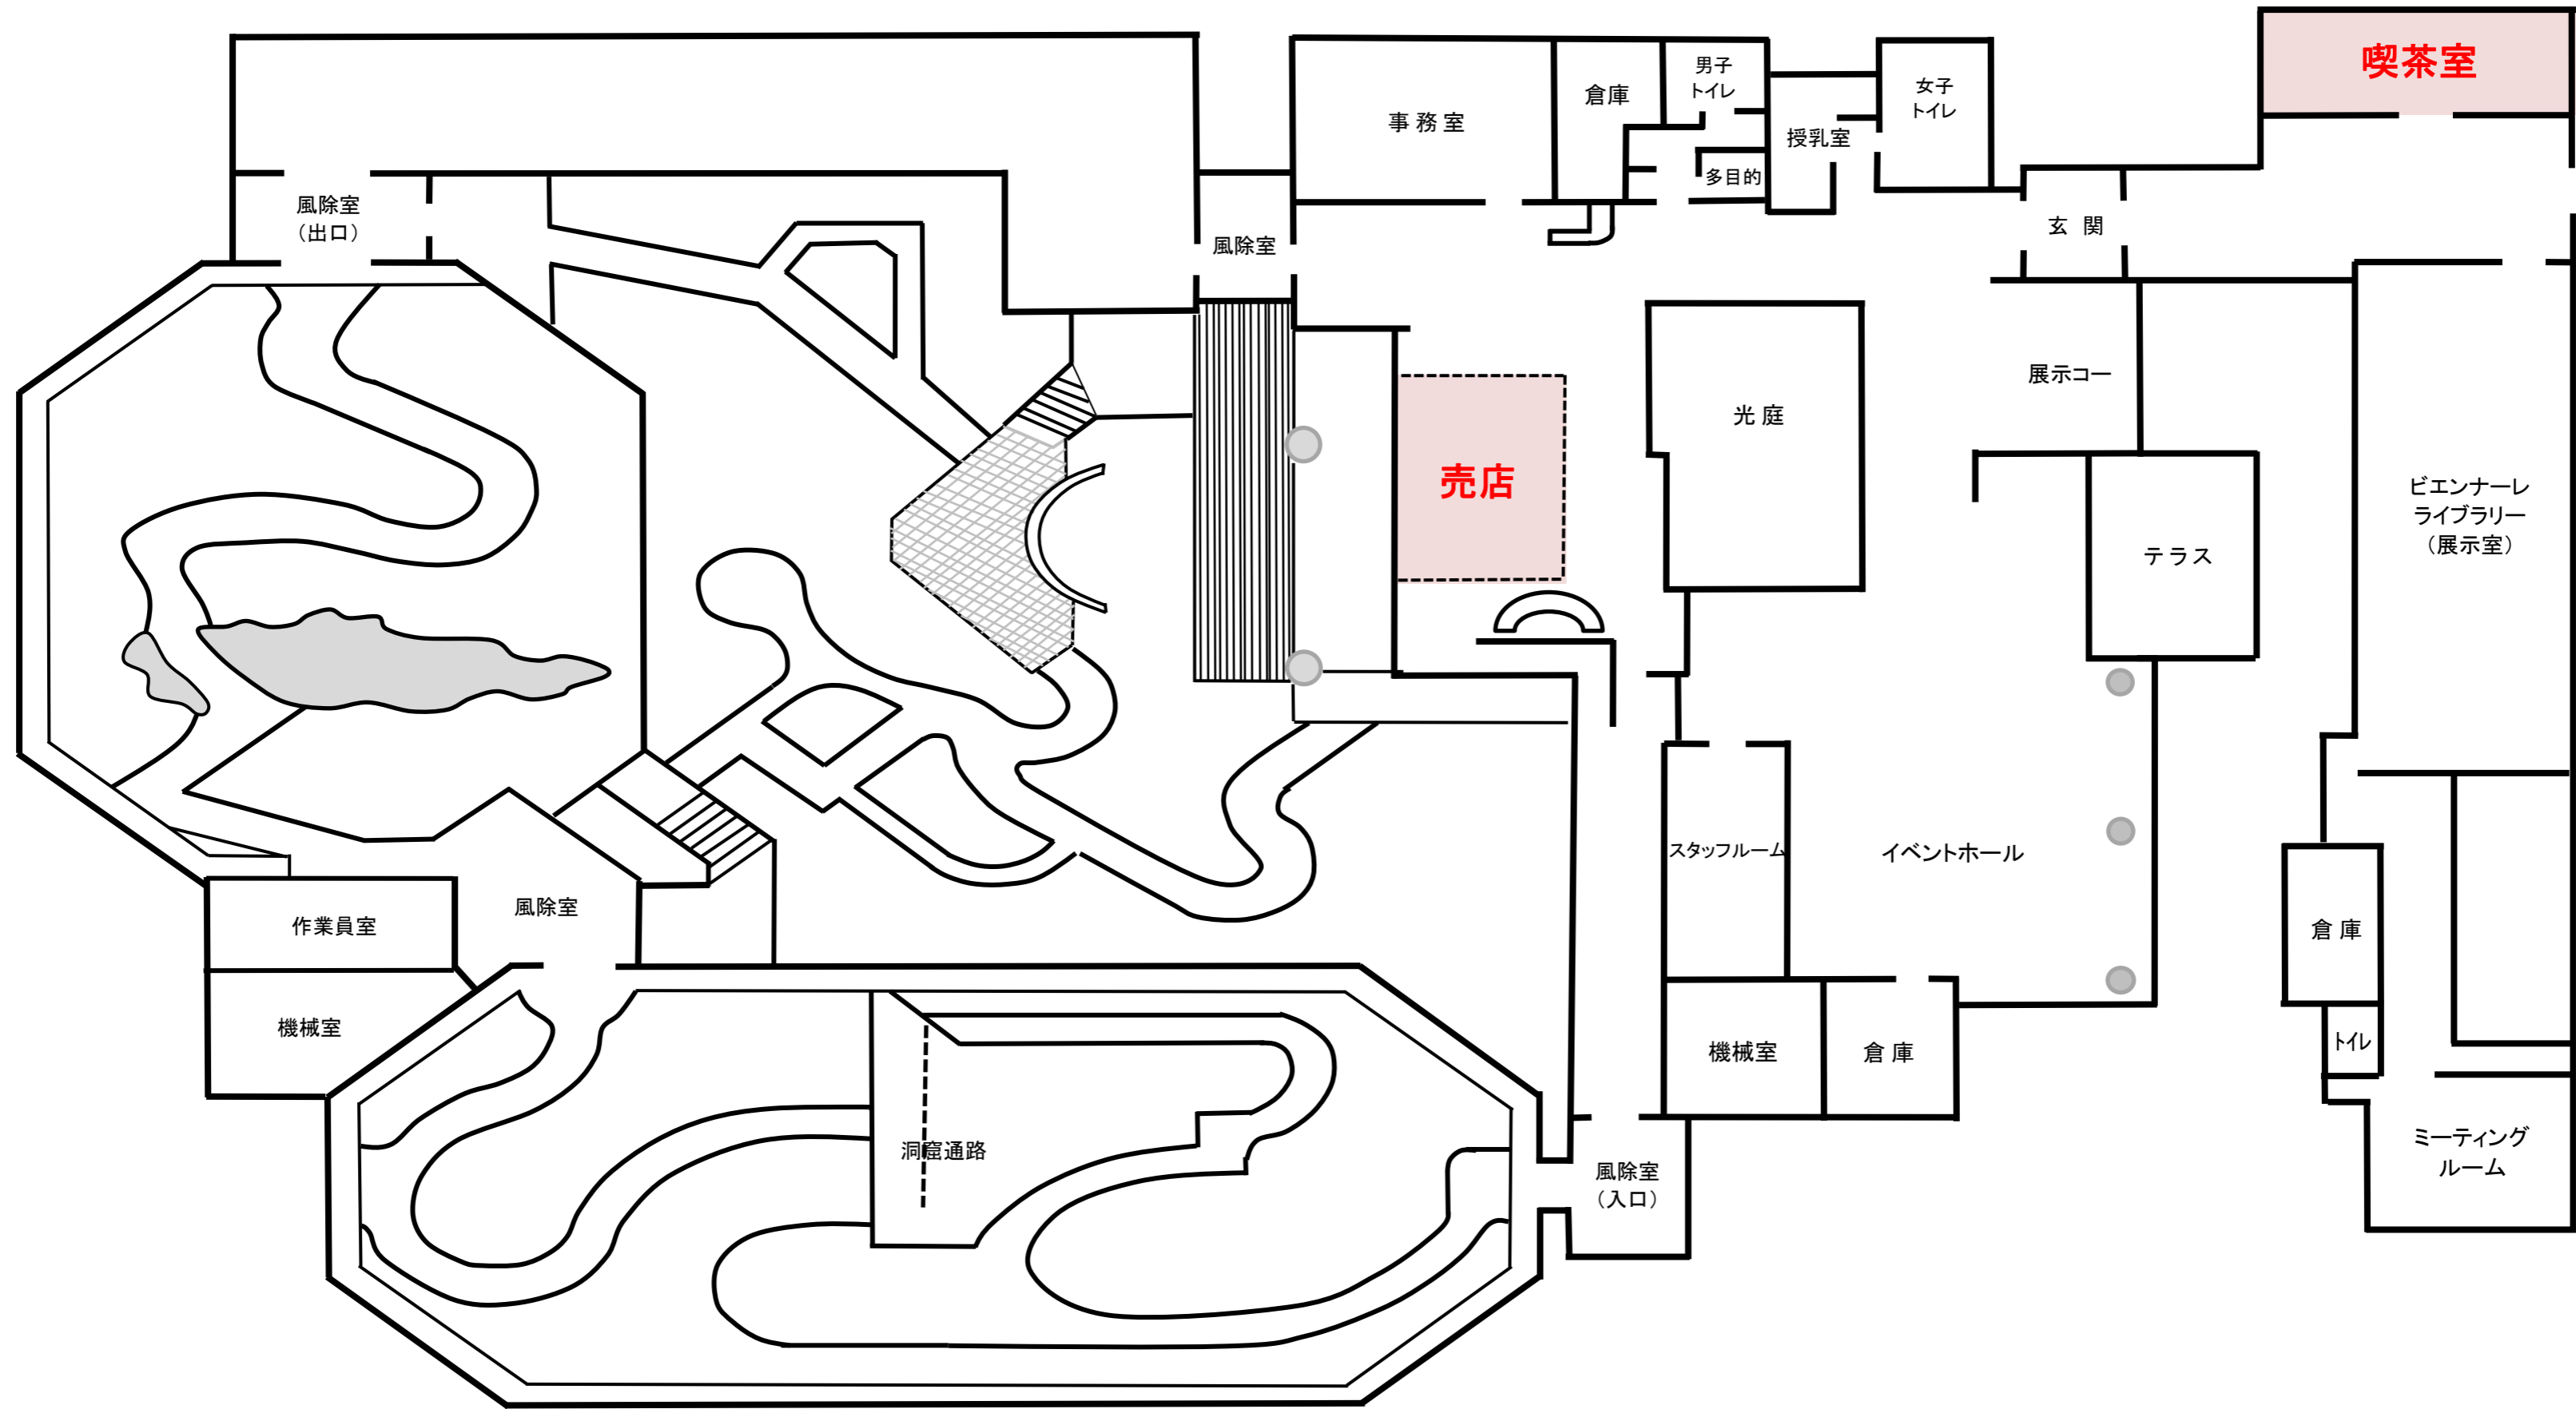 喫茶室
男子
トイレ
倉庫
女子
トイレ
事務室
授乳室
多目的
風除室
（出口）
玄 関
風除室
展示コー
光庭
売店
ビエンナーレ
ライブラリー
（展示室）
テラス
スタッフルーム
イベントホール
風除室
作業員室
倉庫
機械室
トイレ
機械室
倉庫
洞窟通路
ミーティング
ルーム
風除室
（入口）